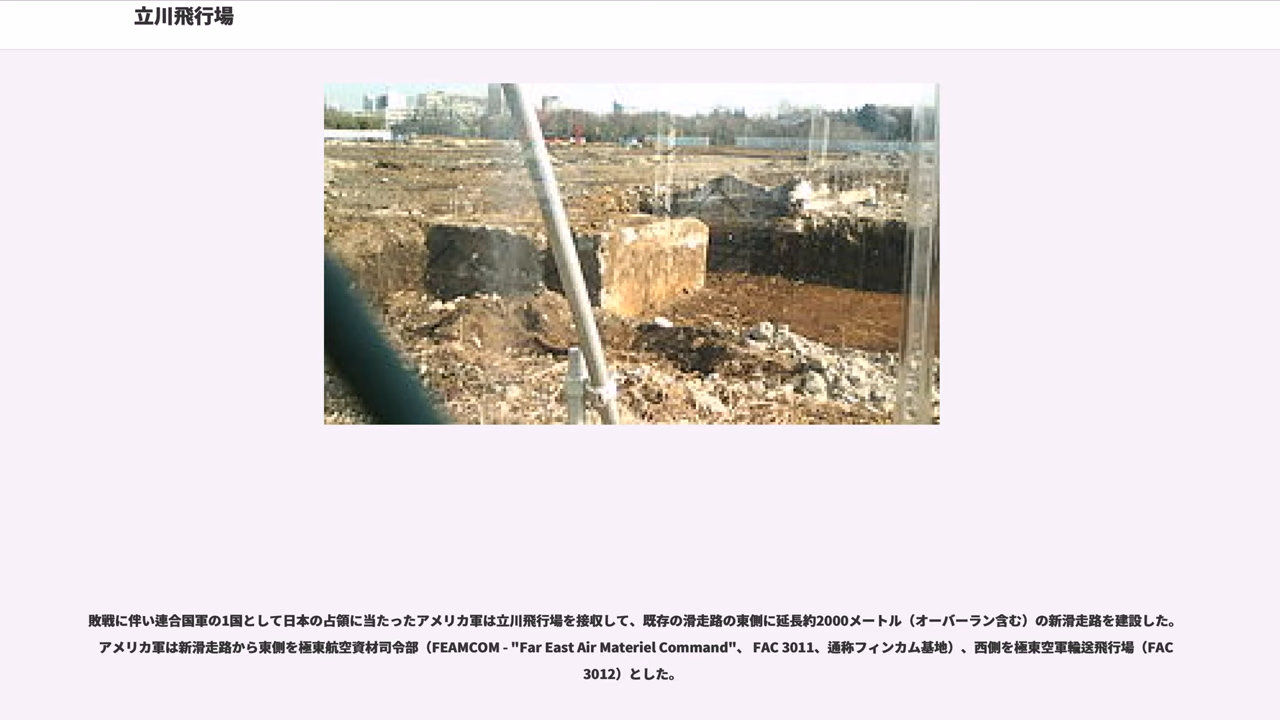 立川飛行場
敗戦に伴い連合国軍の1国として日本の占領に当たったアメリカ軍は立川飛行場を接収して、既存の滑走路の東側に延長約2000メートル（オーバーラン含む）の新滑走路を建設した。
アメリカ軍は新滑走路から東側を極東航空資材司令部（FEAMCOM - "Far East Air Materiel Command"、 FAC 3011、通称フィンカム基地）、西側を極東空軍輸送飛行場（FAC
3012）とした。